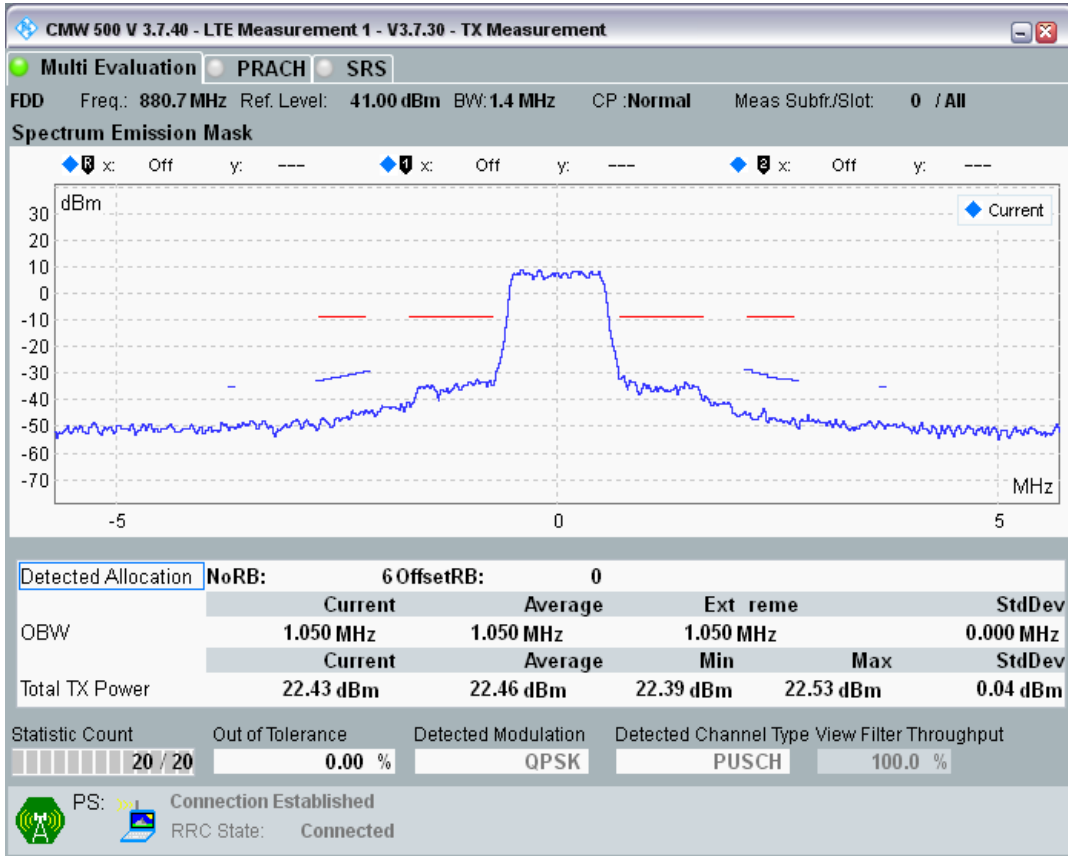 CMW 500 V 3.7.40 - LTE Measurement 1 - V3.7.30 - TX Measurement
Multi Evaluation PRACH SRS
FDD Freq.: 880.7 MHz Ref. Level: 41.00 dBm BW: 1.4 MHz CP :Normal Meas Subfr./Slot: 0 / All
Spectrum Emission Mask
R x: Off y: --- 1 x: Off y: --- 2 x: Off y: ---
dBm
Current
30
20
10
0
-10
-20
-30
-40
-50
-60
-70
MHz
-5 0 5
Detected Allocation NoRB: 6 OffsetRB: 0
Current Average Ext reme StdDev
OBW 1.050 MHz 1.050 MHz 1.050 MHz 0.000 MHz
Current Average Min Max StdDev
Total TX Power 22.43 dBm 22.46 dBm 22.39 dBm 22.53 dBm 0.04 dBm
Statistic Count Out of Tolerance Detected Modulation Detected Channel Type View Filter Throughput
20 / 20 0.00 % QPSK PUSCH 100.0 %
PS: Connection Established
RRC State: Connected